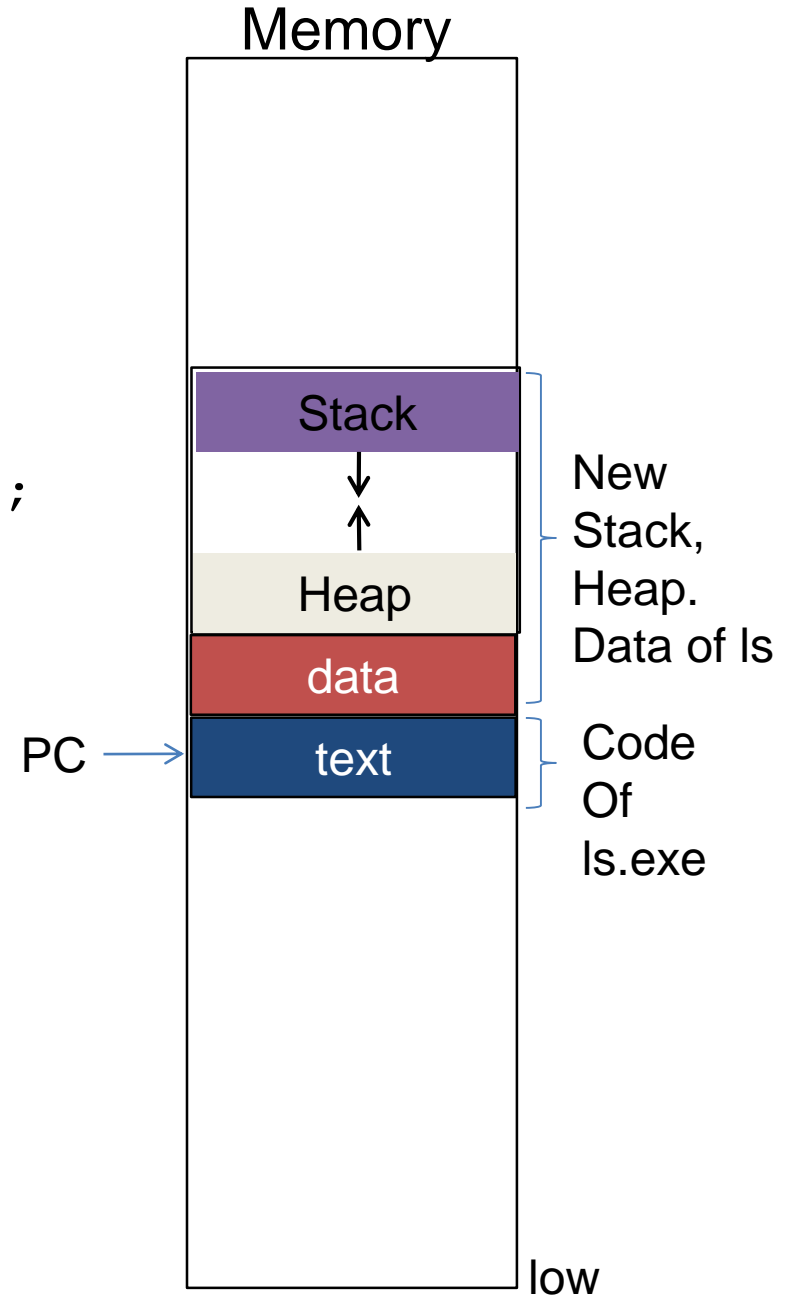 Memory
Stack
;
New
Stack,
Heap.
Data of ls
Heap
data
PC
text
Code
Of
ls.exe
low